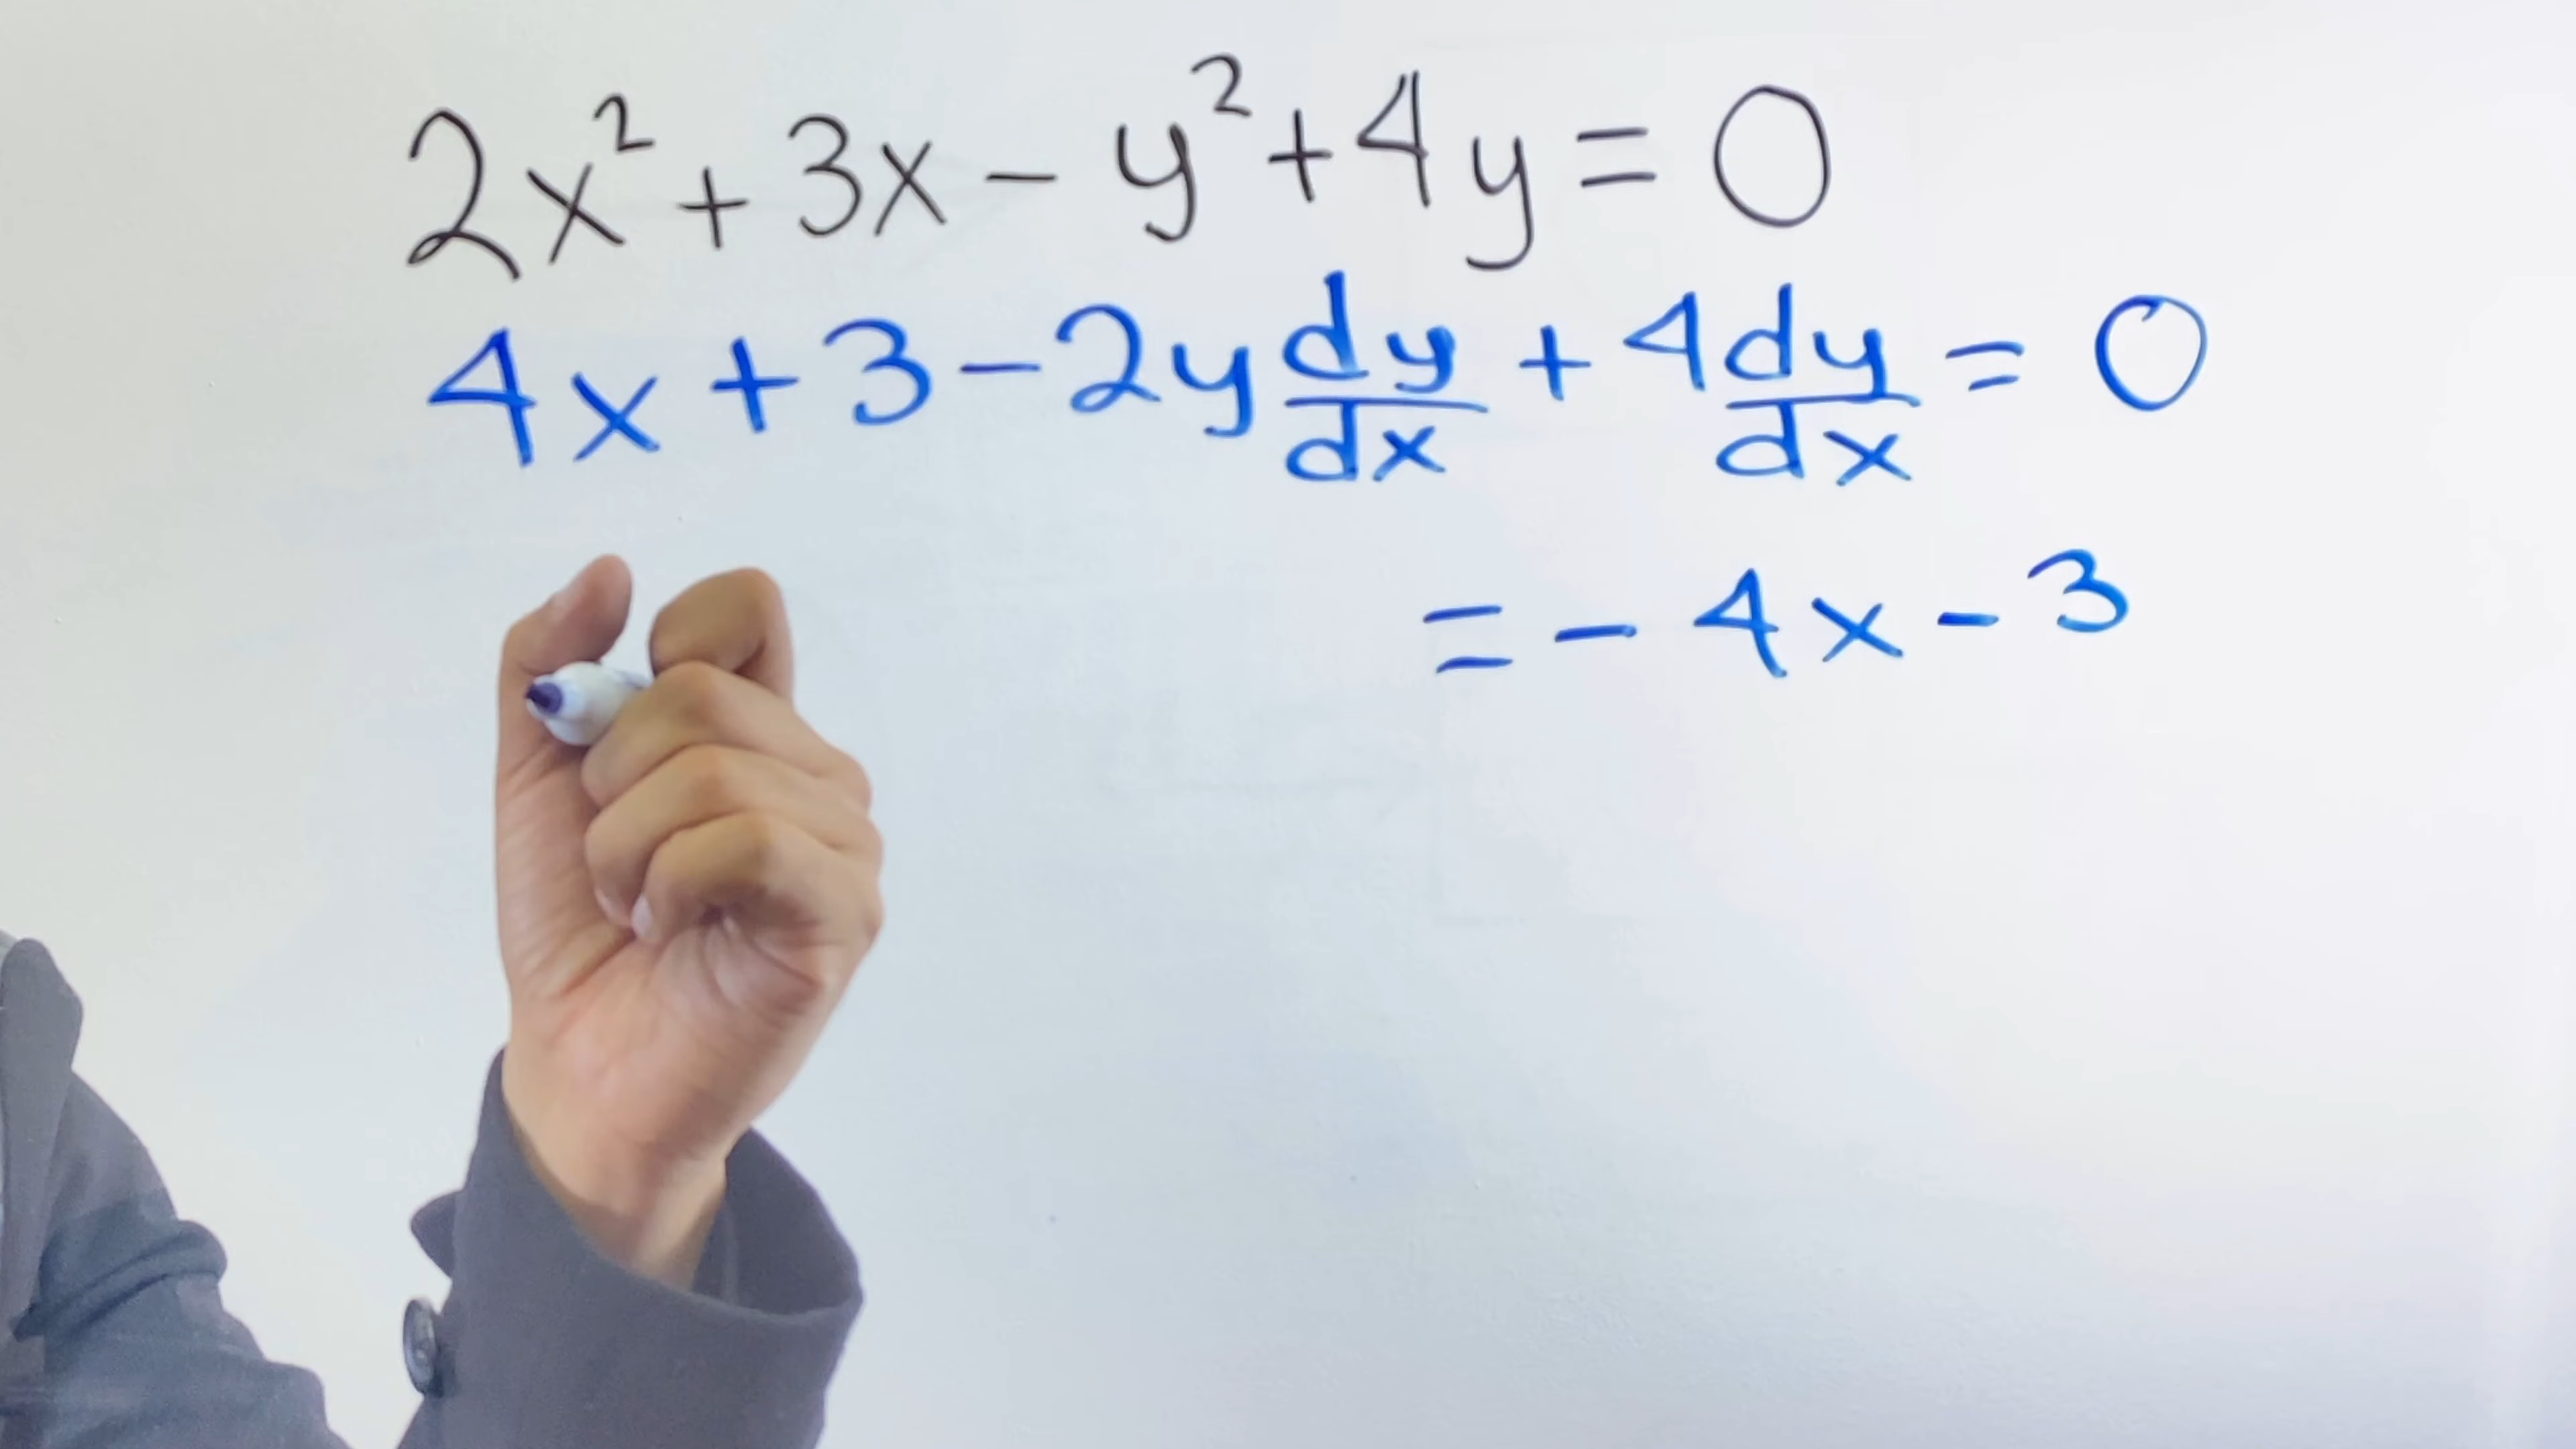 2x² + 3x - y² + 4y = 0
4x + 3 - 2y dy/dx + 4 dy/dx = 0
= - 4x - 3